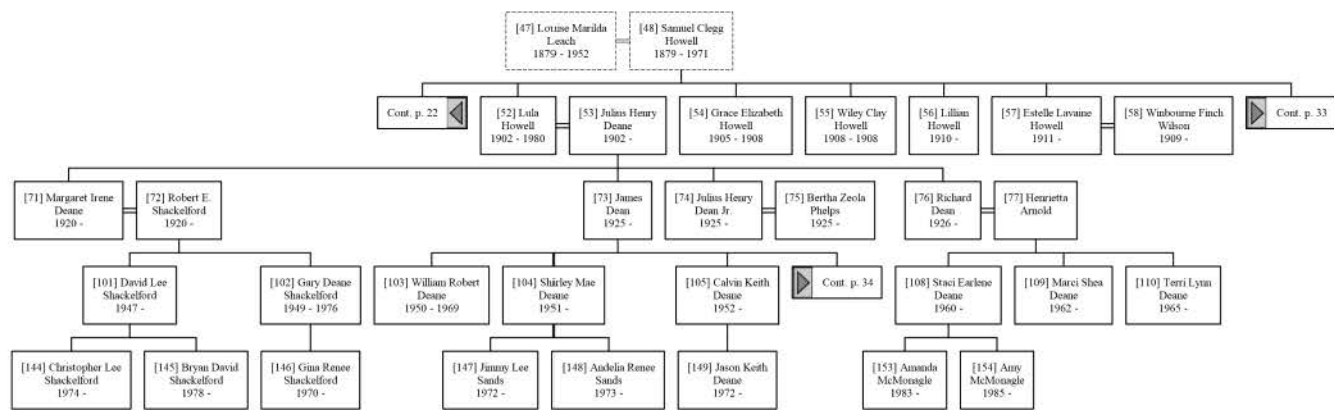 [47] Louise Marilda
Leach
1879 - 1952
[48] Samuel Clegg
Howell
1879 - 1971
Cont. p. 22
[52] Lula
Howell
1902 - 1980
[53] Julius Henry
Deane
1902 -
[54] Grace Elizabeth
Howell
1905 - 1908
[55] Wiley Clay
Howell
1908 - 1908
[56] Lillian
Howell
1910 -
[57] Estelle Lavaine
Howell
1911 -
[58] Winbourne Finch
Wilson
1909 -
Cont. p. 33
[71] Margaret Irene
Deane
1920 -
[72] Robert E.
Shackelford
1920 -
[73] James
Dean
1925 -
[74] Julius Henry
Dean Jr.
1925 -
[75] Bertha Zeola
Phelps
1925 -
[76] Richard
Dean
1926 -
[77] Henrietta
Arnold
[101] David Lee
Shackelford
1947 -
[102] Gary Deane
Shackelford
1949 - 1976
[103] William Robert
Deane
1950 - 1969
[104] Shirley Mae
Deane
1951 -
[105] Calvin Keith
Deane
1952 -
Cont. p. 34
[108] Staci Earlene
Deane
1960 -
[109] Marci Shea
Deane
1962 -
[110] Terri Lynn
Deane
1965 -
[144] Christopher Lee
Shackelford
1974 -
[145] Bryan David
Shackelford
1978 -
[146] Gina Renee
Shackelford
1970 -
[147] Jimmy Lee
Sands
1972 -
[148] Andelia Renee
Sands
1973 -
[149] Jason Keith
Deane
1972 -
[153] Amanda
McMonagle
1983 -
[154] Amy
McMonagle
1985 -